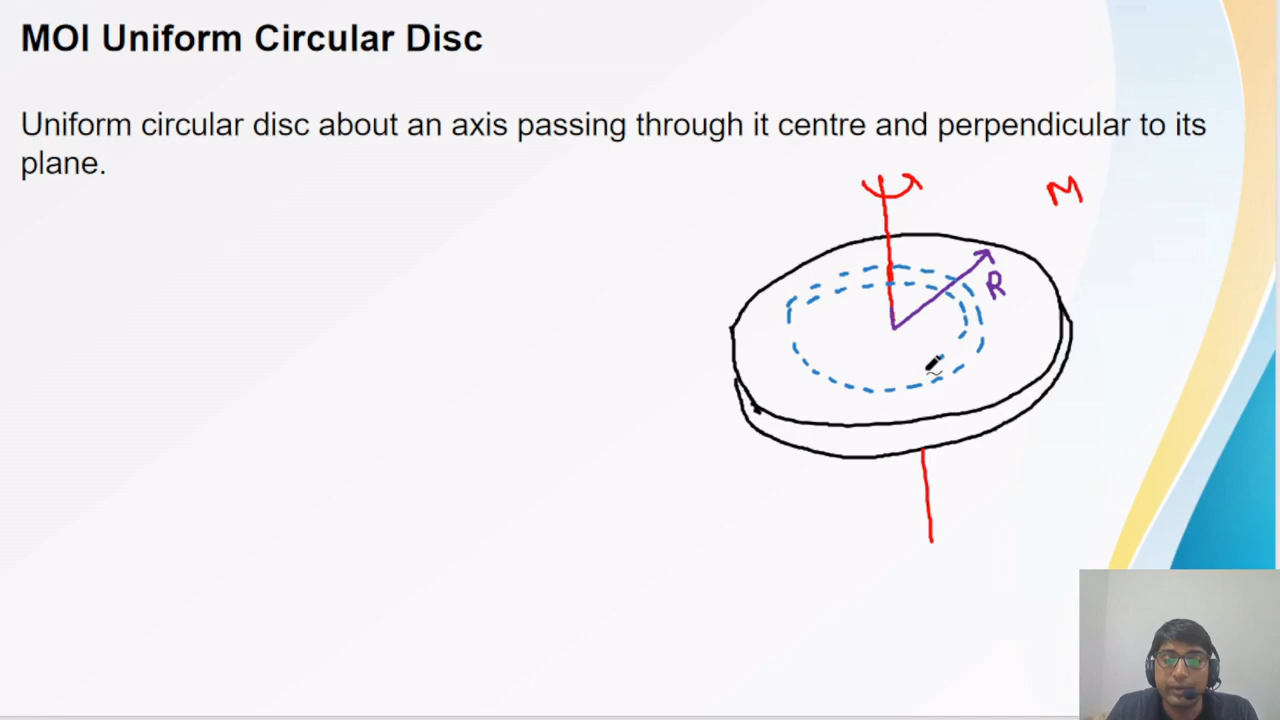 MOI Uniform Circular Disc
Uniform circular disc about an axis passing through it centre and perpendicular to its
plane.
M
R